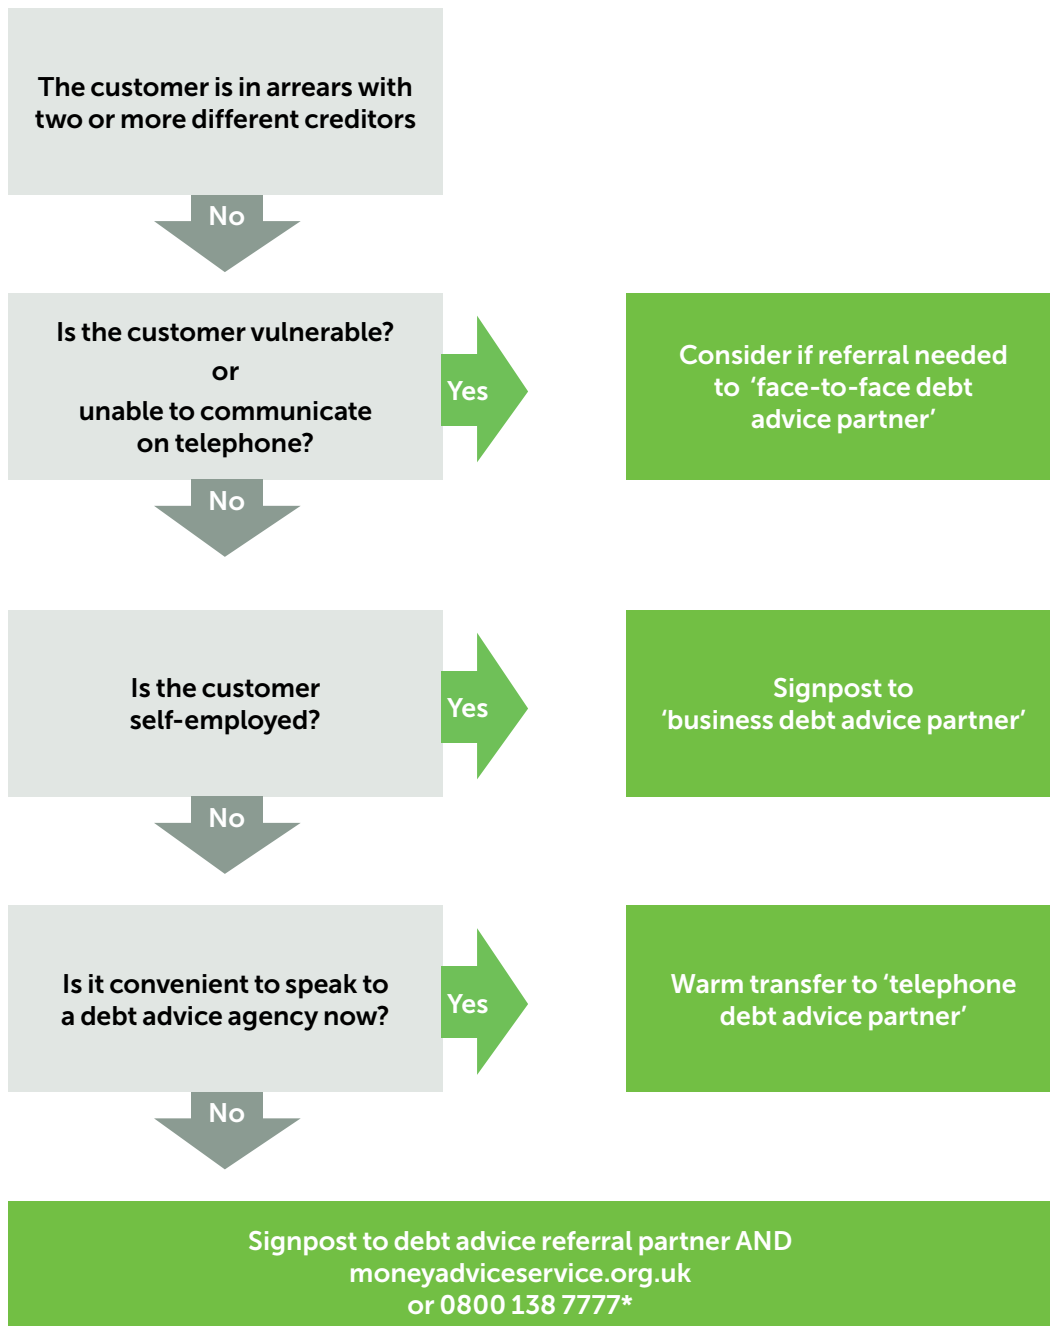 The customer is in arrears with
two or more different creditors
No
Is the customer vulnerable?
or
unable to communicate
on telephone?
Yes
Consider if referral needed
to ‘face-to-face debt
advice partner’
No
Is the customer
self-employed?
Yes
Signpost to
‘business debt advice partner’
No
Is it convenient to speak to
a debt advice agency now?
Yes
Warm transfer to ‘telephone
debt advice partner’
No
Signpost to debt advice referral partner AND
moneyadviceservice.org.uk
or 0800 138 7777*